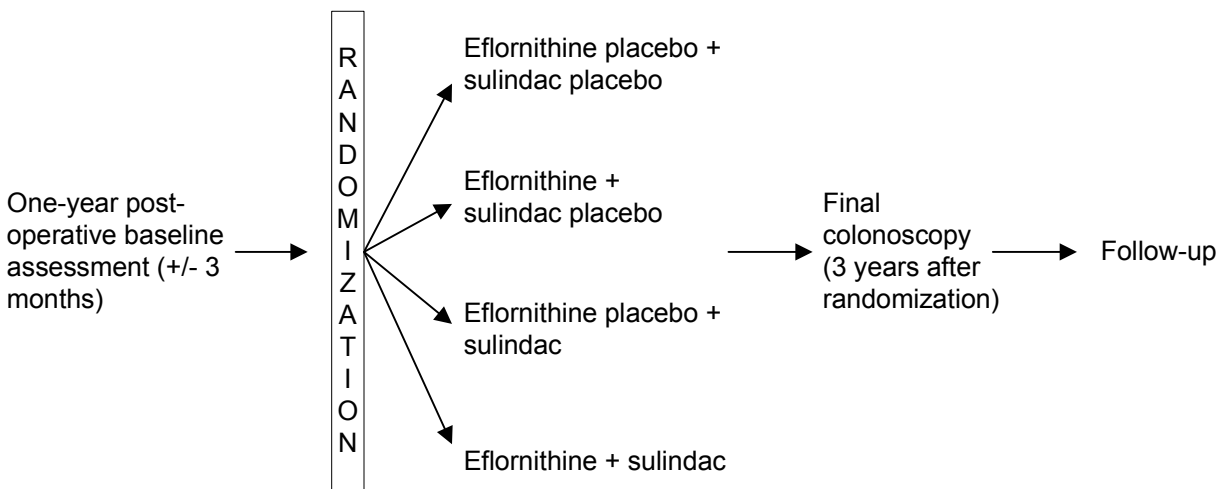 One-year post-
operative baseline
assessment (+/- 3
months)
R
A
N
D
O
M
I
Z
A
T
I
O
N
Eflornithine placebo +
sulindac placebo
Eflornithine +
sulindac placebo
Eflornithine placebo +
sulindac
Eflornithine + sulindac
Final
colonoscopy
(3 years after
randomization)
Follow-up